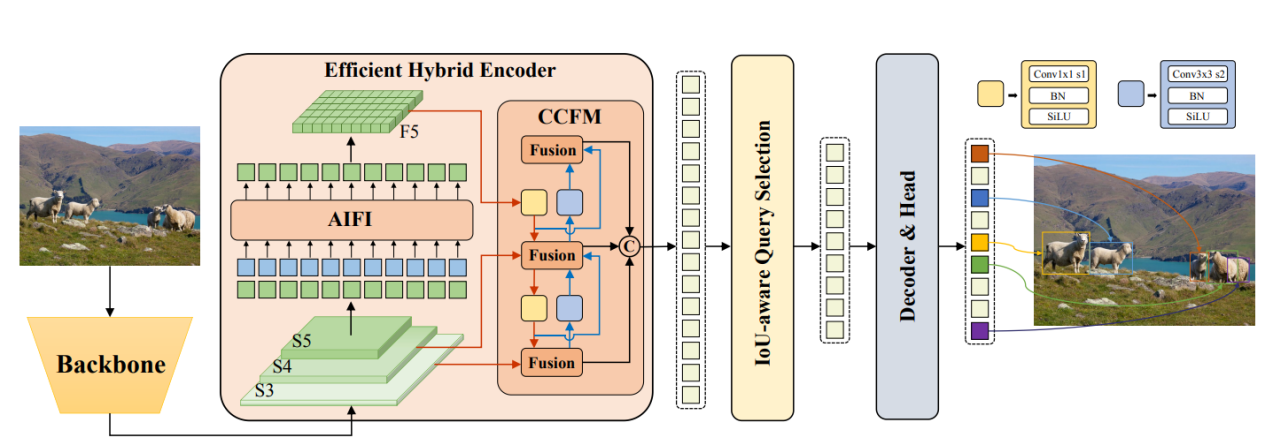 Efficient Hybrid Encoder
F5
CCFM
Fusion
AIFI
Fusion
C
S5
S4
S3
Fusion
Backbone
IoU-aware Query Selection
Decoder & Head
Conv1x1 s1
BN
SiLU
Conv3x3 s2
BN
SiLU